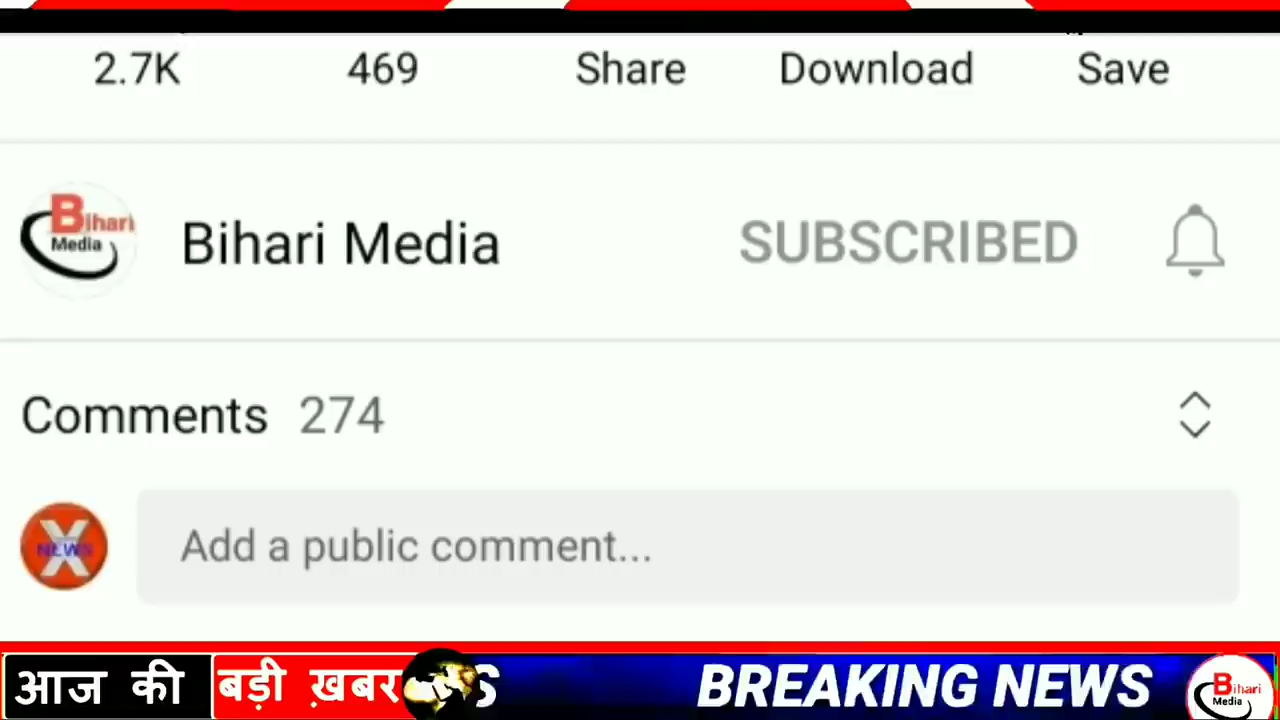 2.7K 469 Share Download Save
Bihari Media
Bihari Media SUBSCRIBED
Comments 274
X NEWS
Add a public comment...
आज की बड़ी ख़बर S BREAKING NEWS
Bihari Media